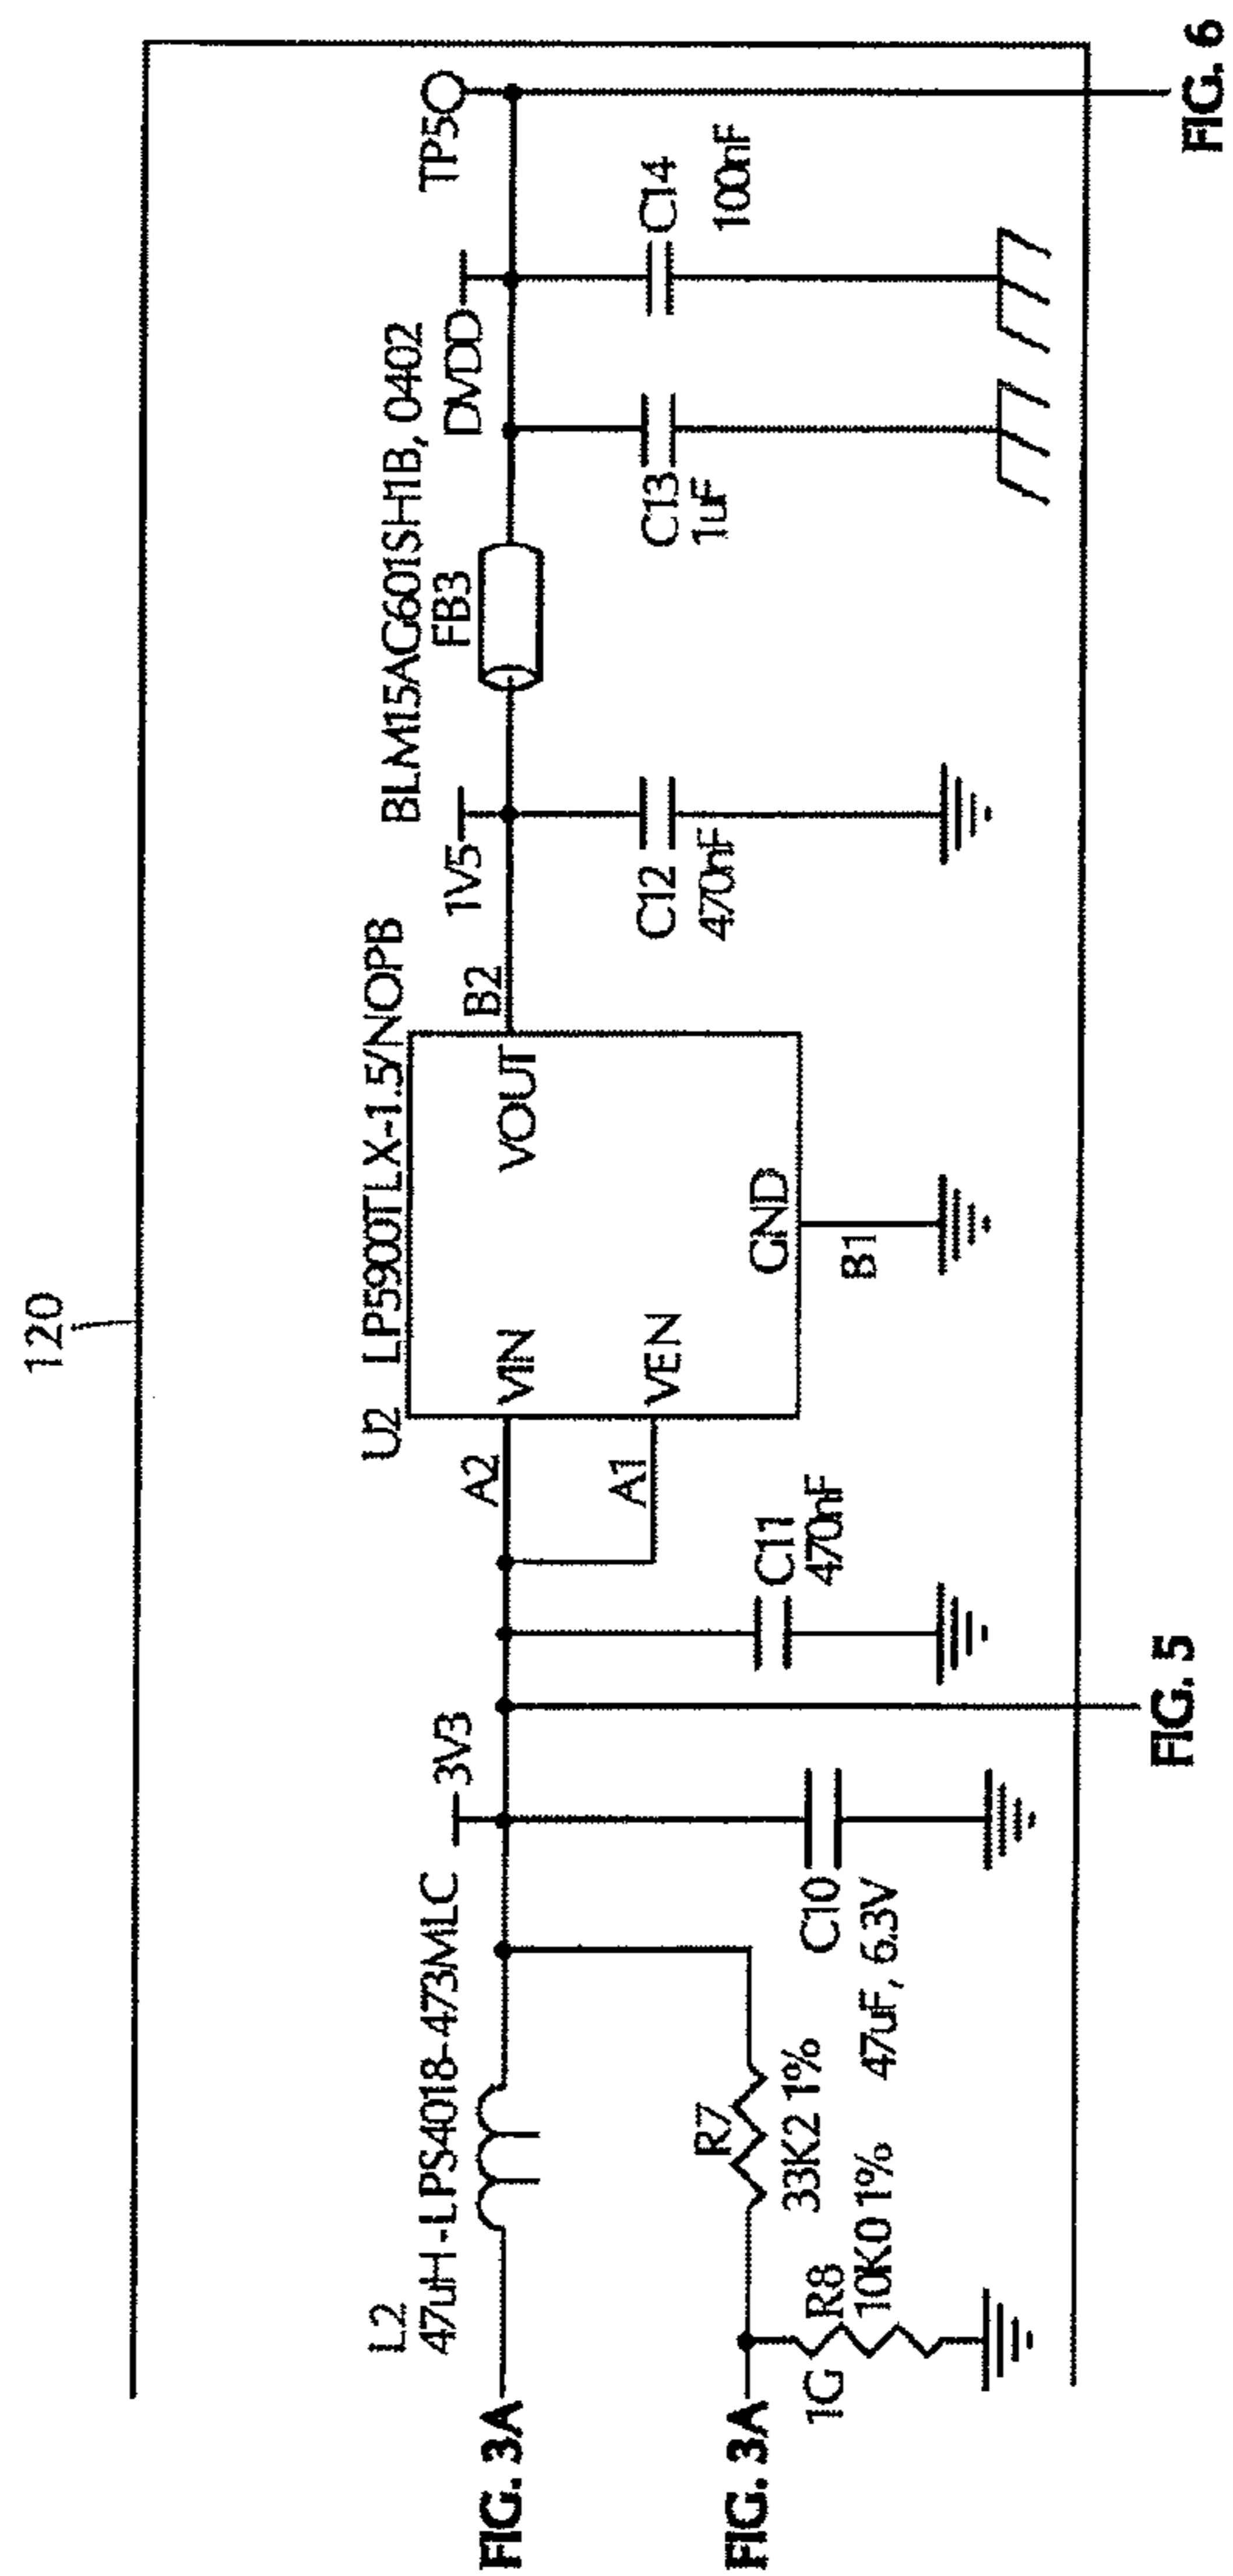 120
L2
47uH-LPS4018-473MLC
3V3
U2 LP5900TLX-1.5/NOPB
1V5
BLM15AG601SH1B, 0402
FB3
DVDD
TP5
FIG. 3A
A2
VIN
VOUT
B2
A1
VEN
GND
B1
R7
33K2 1%
FIG. 3A
1G
R8
10K0 1%
C10
47uF, 6.3V
C11
470nF
C12
470nF
C13
1uF
C14
100nF
FIG. 5
FIG. 6